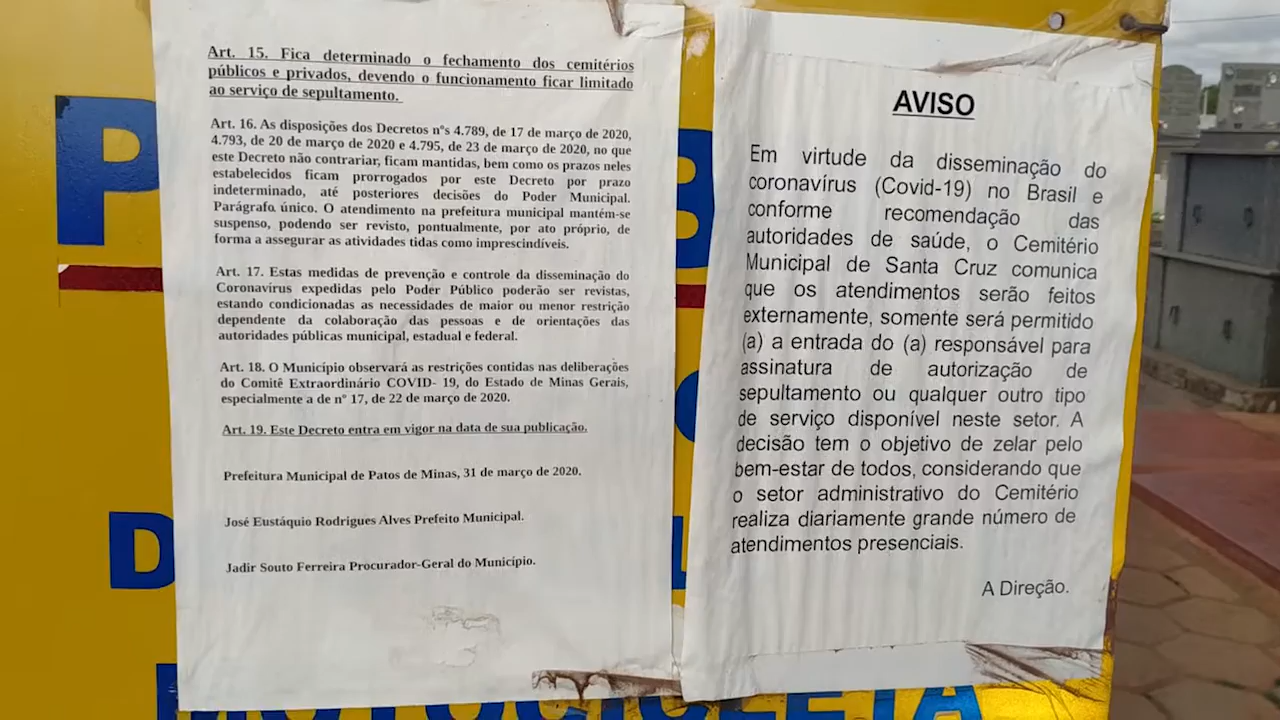 Art. 15. Fica determinado o fechamento dos cemitérios
públicos e privados, devendo o funcionamento ficar limitado
ao serviço de sepultamento.
Art. 16. As disposições dos Decretos nºs 4.789, de 17 de março de 2020,
4.793, de 20 de março de 2020 e 4.795, de 23 de março de 2020, no que
este Decreto não contrariar, ficam mantidas, bem como os prazos neles
estabelecidos ficam prorrogados por este Decreto por prazo
indeterminado, até posteriores decisões do Poder Municipal.
Parágrafo único. O atendimento na prefeitura municipal mantém-se
suspenso, podendo ser revisto, pontualmente, por ato próprio, de
forma a assegurar as atividades tidas como imprescindíveis.
Art. 17. Estas medidas de prevenção e controle da disseminação do
Coronavírus expedidas pelo Poder Público poderão ser revistas,
estando condicionadas as necessidades de maior ou menor restrição
dependente da colaboração das pessoas e de orientações das
autoridades públicas municipal, estadual e federal.
Art. 18. O Município observará as restrições contidas nas deliberações
do Comitê Extraordinário COVID- 19, do Estado de Minas Gerais,
especialmente a de nº 17, de 22 de março de 2020.
Art. 19. Este Decreto entra em vigor na data de sua publicação.
Prefeitura Municipal de Patos de Minas, 31 de março de 2020.
José Eustáquio Rodrigues Alves Prefeito Municipal.
Jadir Souto Ferreira Procurador-Geral do Município.
AVISO
Em virtude da disseminação do
coronavírus (Covid-19) no Brasil e
conforme recomendação das
autoridades de saúde, o Cemitério
Municipal de Santa Cruz comunica
que os atendimentos serão feitos
externamente, somente será permitido
(a) a entrada do (a) responsável para
assinatura de autorização de
sepultamento ou qualquer outro tipo
de serviço disponível neste setor. A
decisão tem o objetivo de zelar pelo
bem-estar de todos, considerando que
o setor administrativo do Cemitério
realiza diariamente grande número de
atendimentos presenciais.
A Direção.
MOTOCICLETA